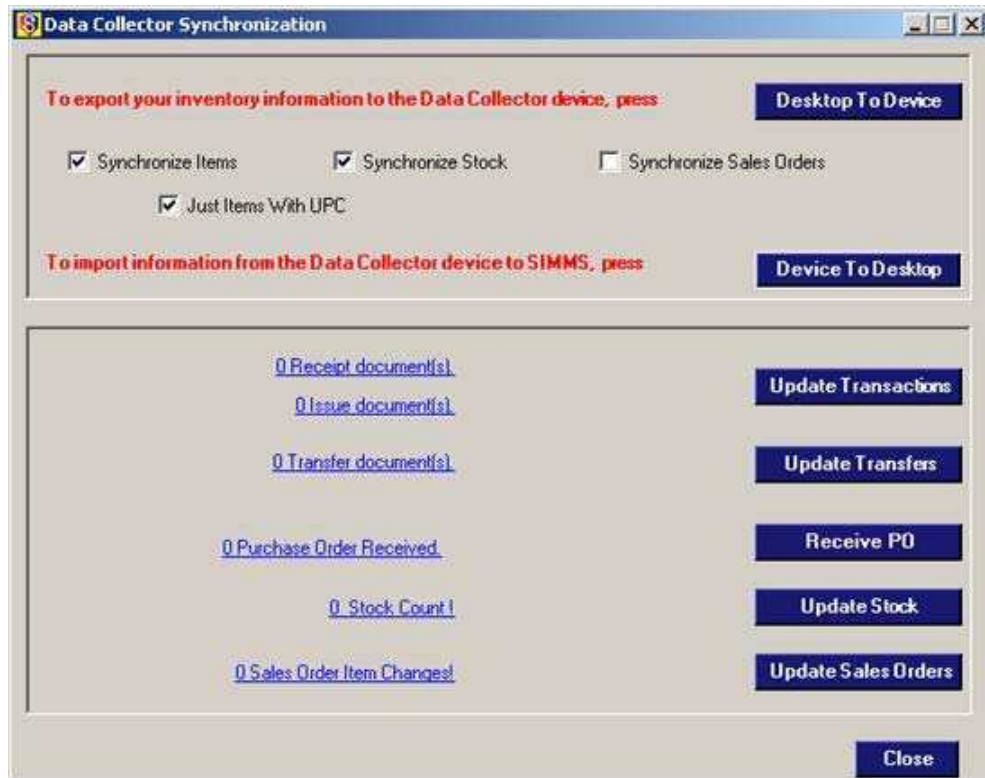 Data Collector Synchronization
To export your inventory information to the Data Collector device, press
Desktop To Device
Synchronize Items
Synchronize Stock
Synchronize Sales Orders
Just Items With UPC
To import information from the Data Collector device to SIMMS, press
Device To Desktop
0 Receipt document(s).
Update Transactions
0 Issue document(s).
0 Transfer document(s).
Update Transfers
0 Purchase Order Received.
Receive PO
0 Stock Count !
Update Stock
0 Sales Order Item Changes!
Update Sales Orders
Close